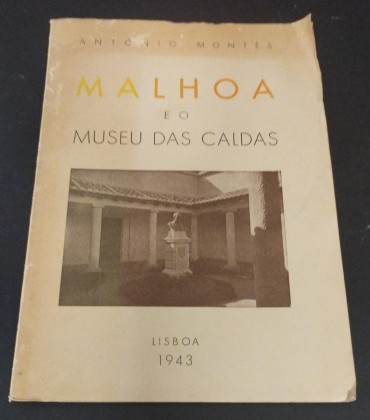 ANTÓNIO MONTÊS
MALHOA
E O
MUSEU DAS CALDAS
LISBOA
1943